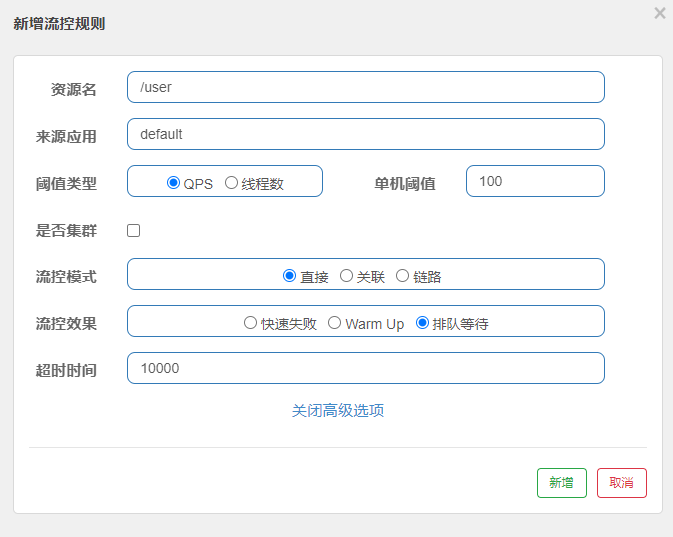 新增流控规则
×
资源名 /user
来源应用 default
阈值类型 QPS 线程数 单机阈值 100
是否集群
流控模式 直接 关联 链路
流控效果 快速失败 Warm Up 排队等待
超时时间 10000
关闭高级选项
新增 取消